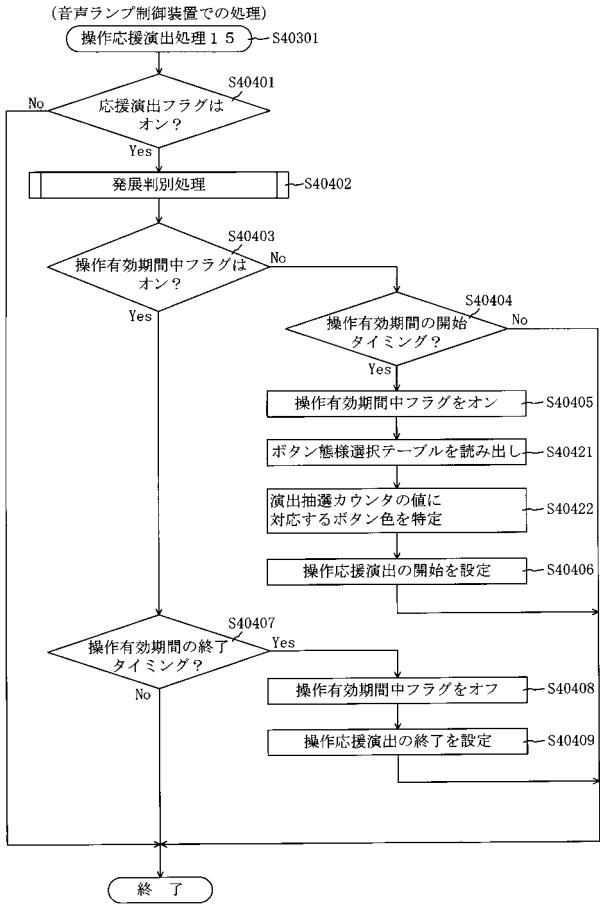 (音声ランプ制御装置での処理)
操作応援演出処理15
S40301
S40401
応援演出フラグは
オン?
No
Yes
発展判別処理
S40402
S40403
操作有効期間中フラグは
オン?
No
Yes
S40404
操作有効期間の開始
タイミング?
No
Yes
操作有効期間中フラグをオン
S40405
ボタン態様選択テーブルを読み出し
S40421
演出抽選カウンタの値に
対応するボタン色を特定
S40422
操作応援演出の開始を設定
S40406
S40407
操作有効期間の終了
タイミング?
Yes
No
操作有効期間中フラグをオフ
S40408
操作応援演出の終了を設定
S40409
終 了